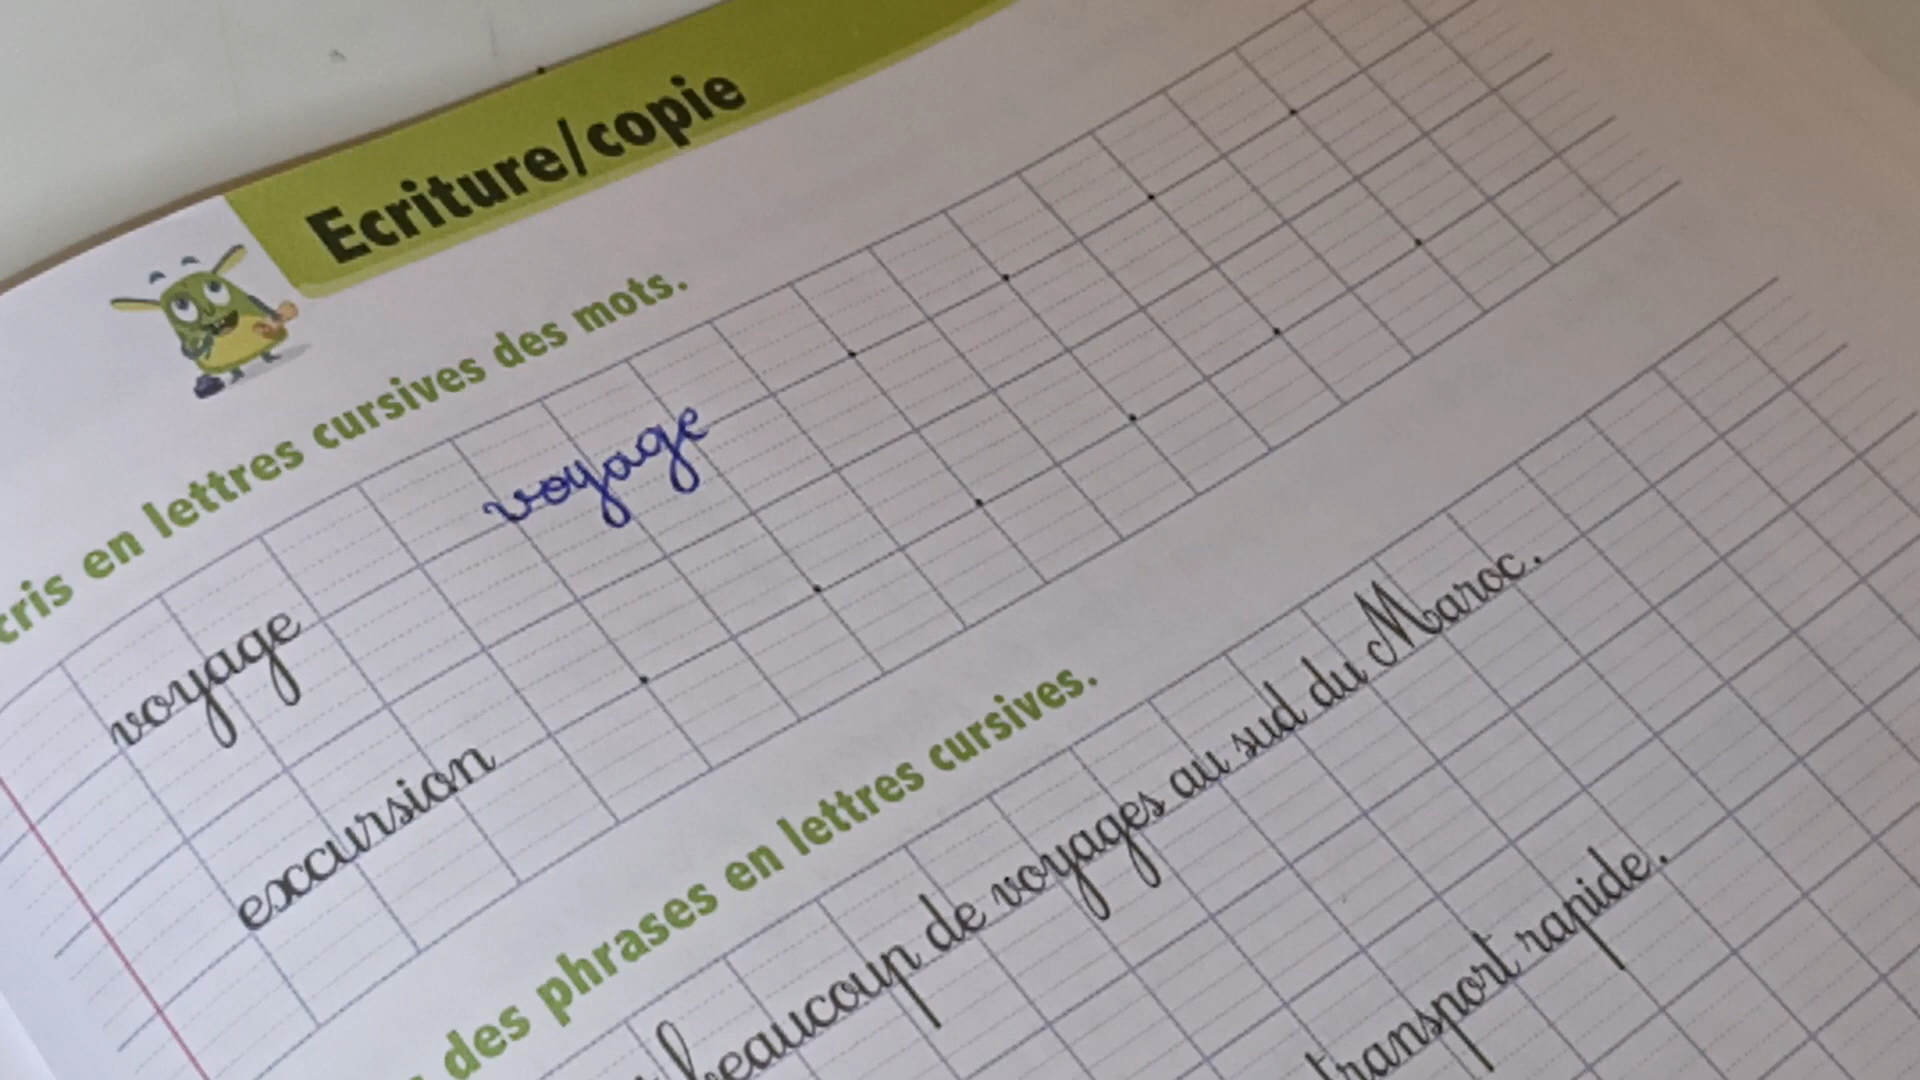 Ecriture/copie
cris en lettres cursives des mots.
voyage voyage
excursion
des phrases en lettres cursives.
beaucoup de voyages au sud du Maroc.
transport rapide.